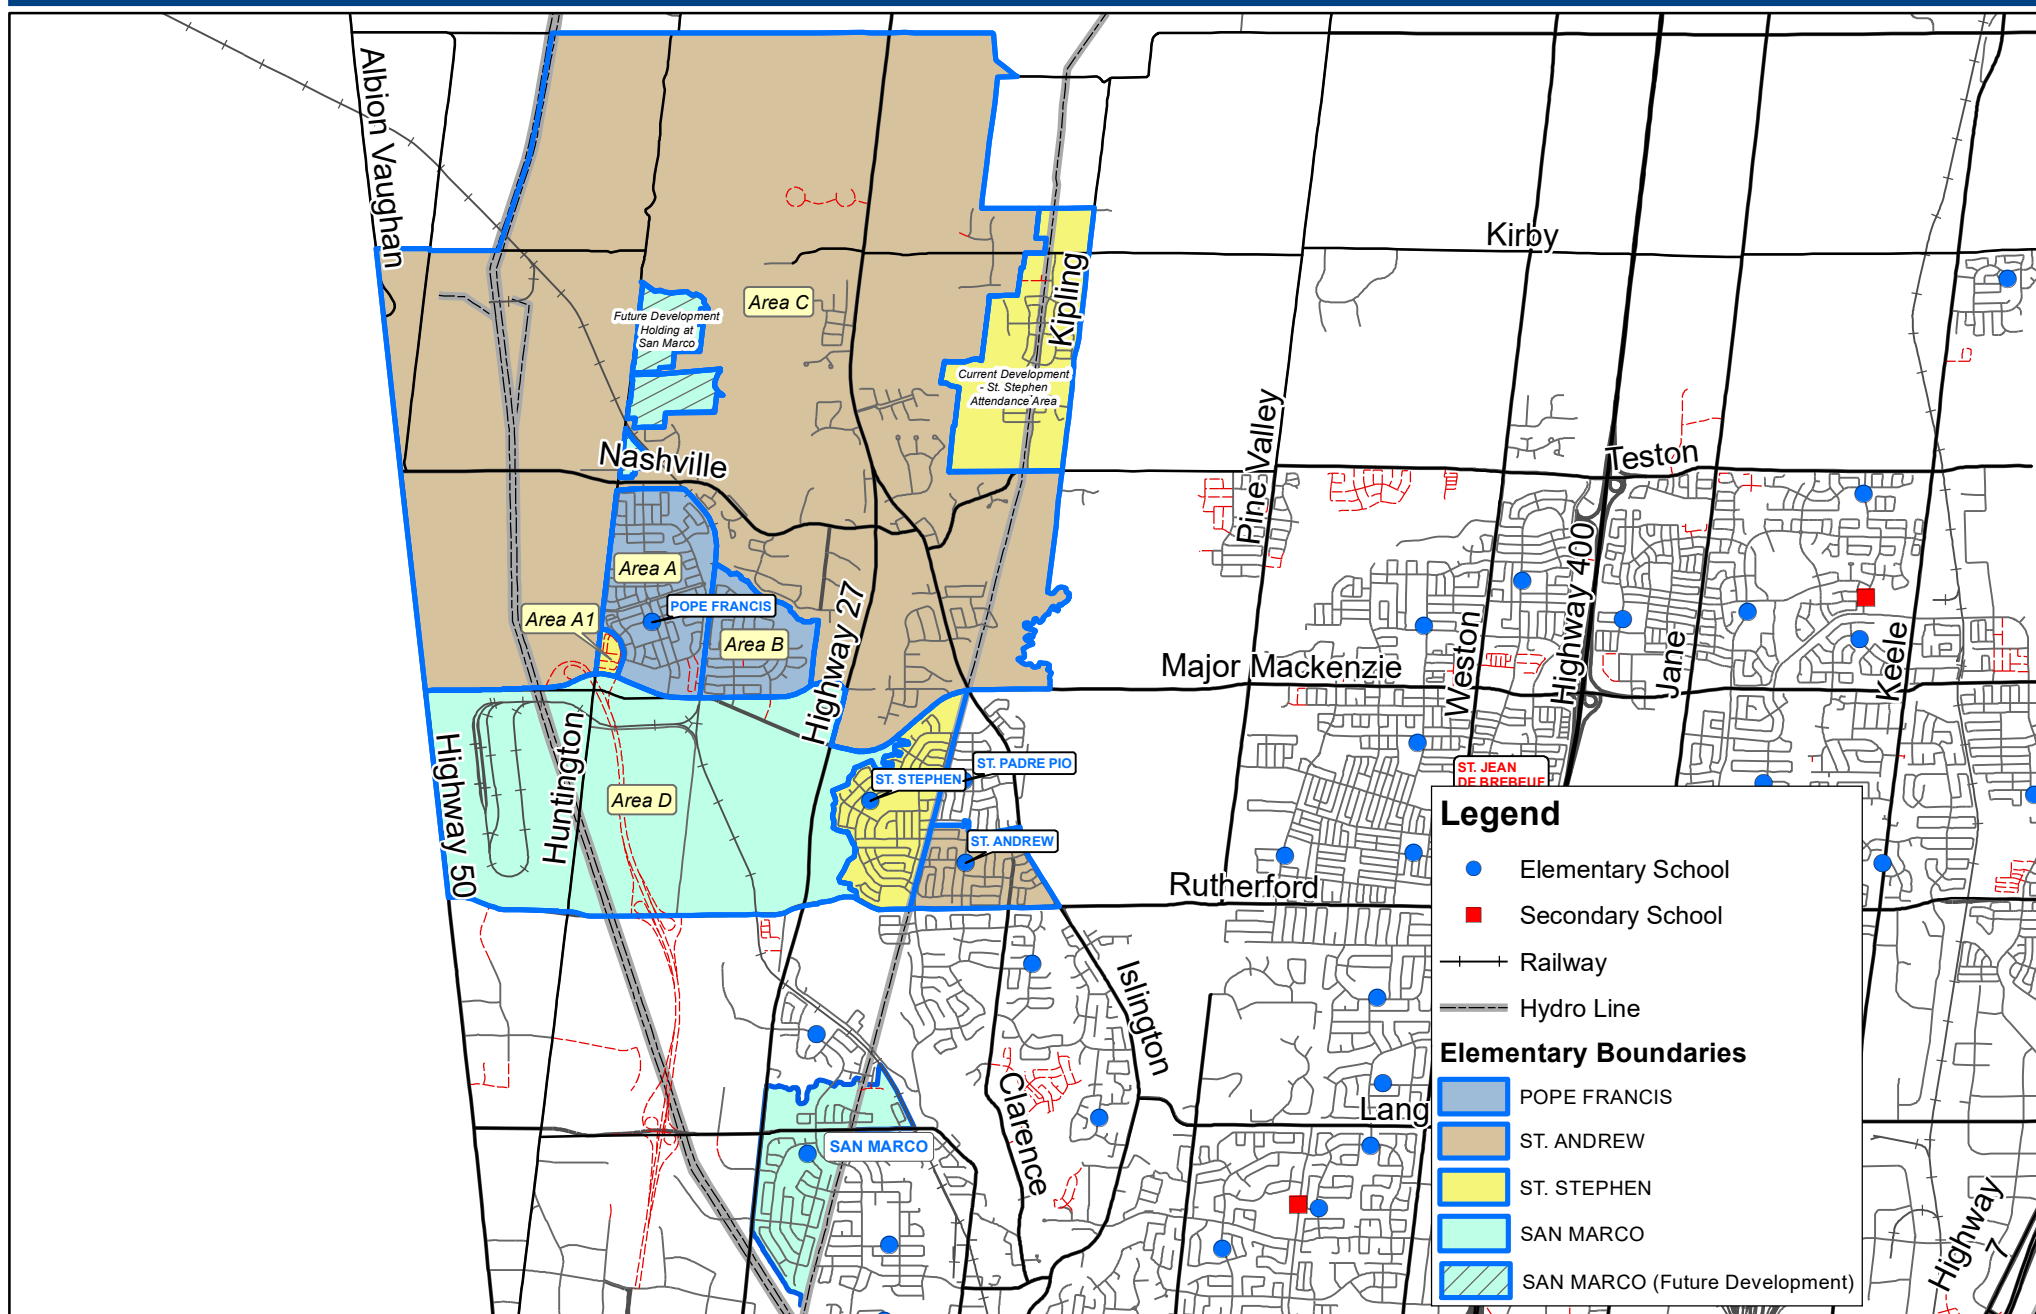 Albion Vaughan
Kirby
Area C
Kipling
Future Development
Holding at
San Marco
Current Development
- St. Stephen
Attendance Area
Pine Valley
Nashville
Teston
Area A
Highway 400
POPE FRANCIS
Area A1
Area B
Highway 27
Major Mackenzie
Weston
Jane
Keele
Highway 50
Huntington
ST. PADRE PIO
ST. STEPHEN
ST. JEAN
DE BREBEUF
Area D
ST. ANDREW
Rutherford
Islington
Clarence
Lang
SAN MARCO
Highway 7
Legend
Elementary School
Secondary School
Railway
Hydro Line
Elementary Boundaries
POPE FRANCIS
ST. ANDREW
ST. STEPHEN
SAN MARCO
SAN MARCO (Future Development)